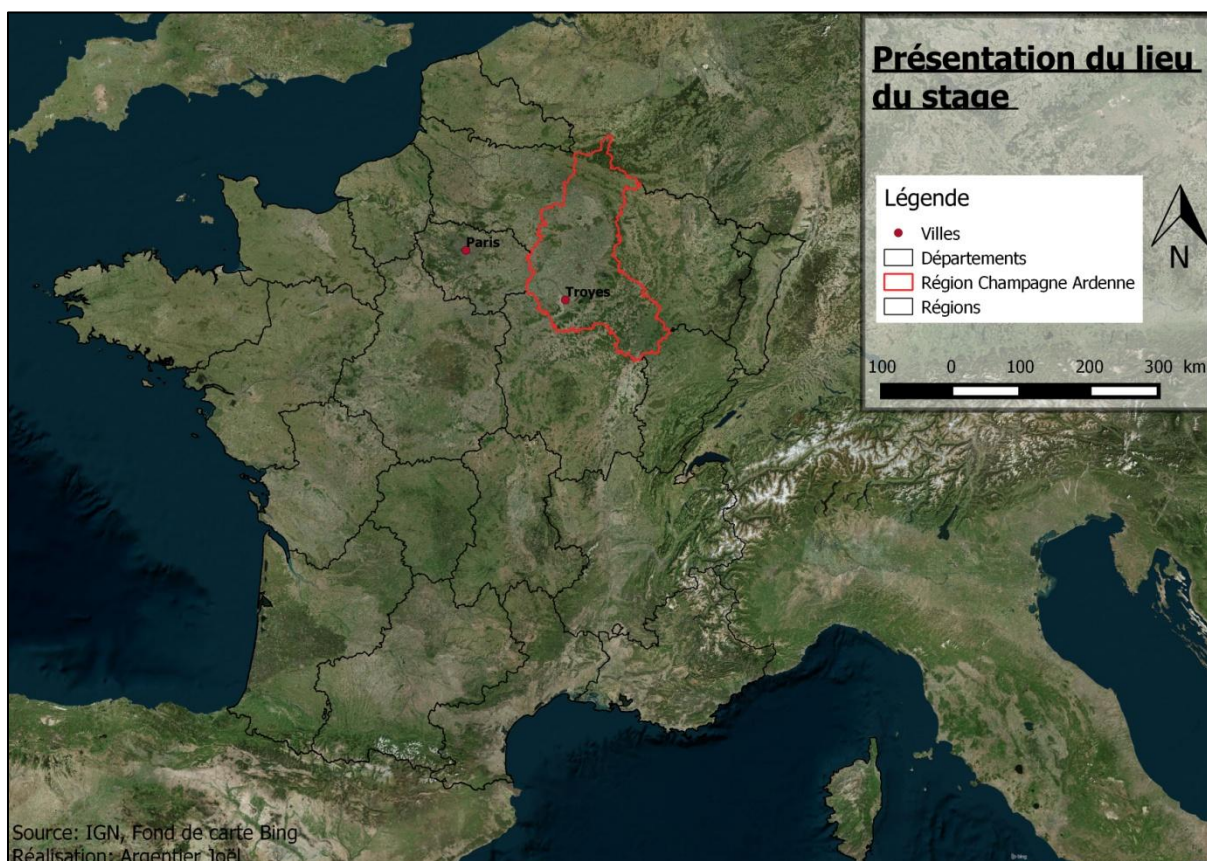 Présentation du lieu
du stage
Légende
Villes
Départements
Région Champagne Ardenne
Régions
N
100 0 100 200 300 km
Paris
Troyes
Source: IGN, Fond de carte Bing
Réalisation: Argentier Joël